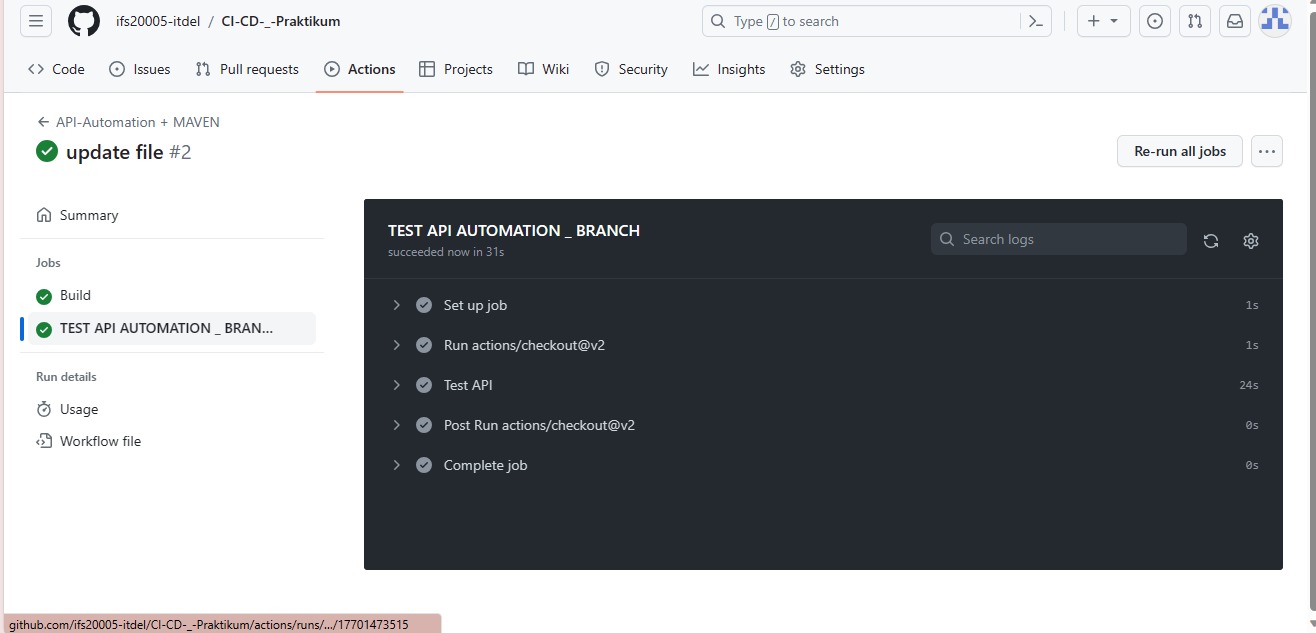 ifs20005-itdel / CI-CD-_-Praktikum
Type / to search
Code Issues Pull requests Actions Projects Wiki Security Insights Settings
← API-Automation + MAVEN
update file #2
Re-run all jobs
Summary
Jobs
Build
TEST API AUTOMATION _ BRAN...
Run details
Usage
Workflow file
TEST API AUTOMATION _ BRANCH
succeeded now in 31s
Search logs
Set up job 1s
Run actions/checkout@v2 1s
Test API 24s
Post Run actions/checkout@v2 0s
Complete job 0s
github.com/ifs20005-itdel/CI-CD-_-Praktikum/actions/runs/.../17701473515